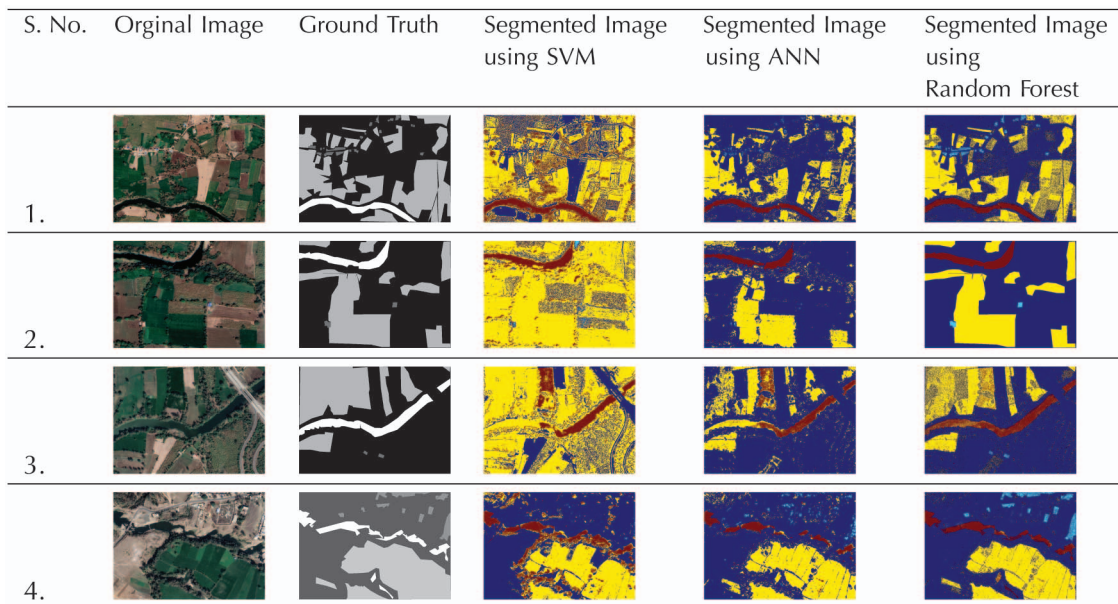 S. No. Orginal Image Ground Truth Segmented Image Segmented Image Segmented Image
using SVM using ANN using
Random Forest
1.
2.
3.
4.